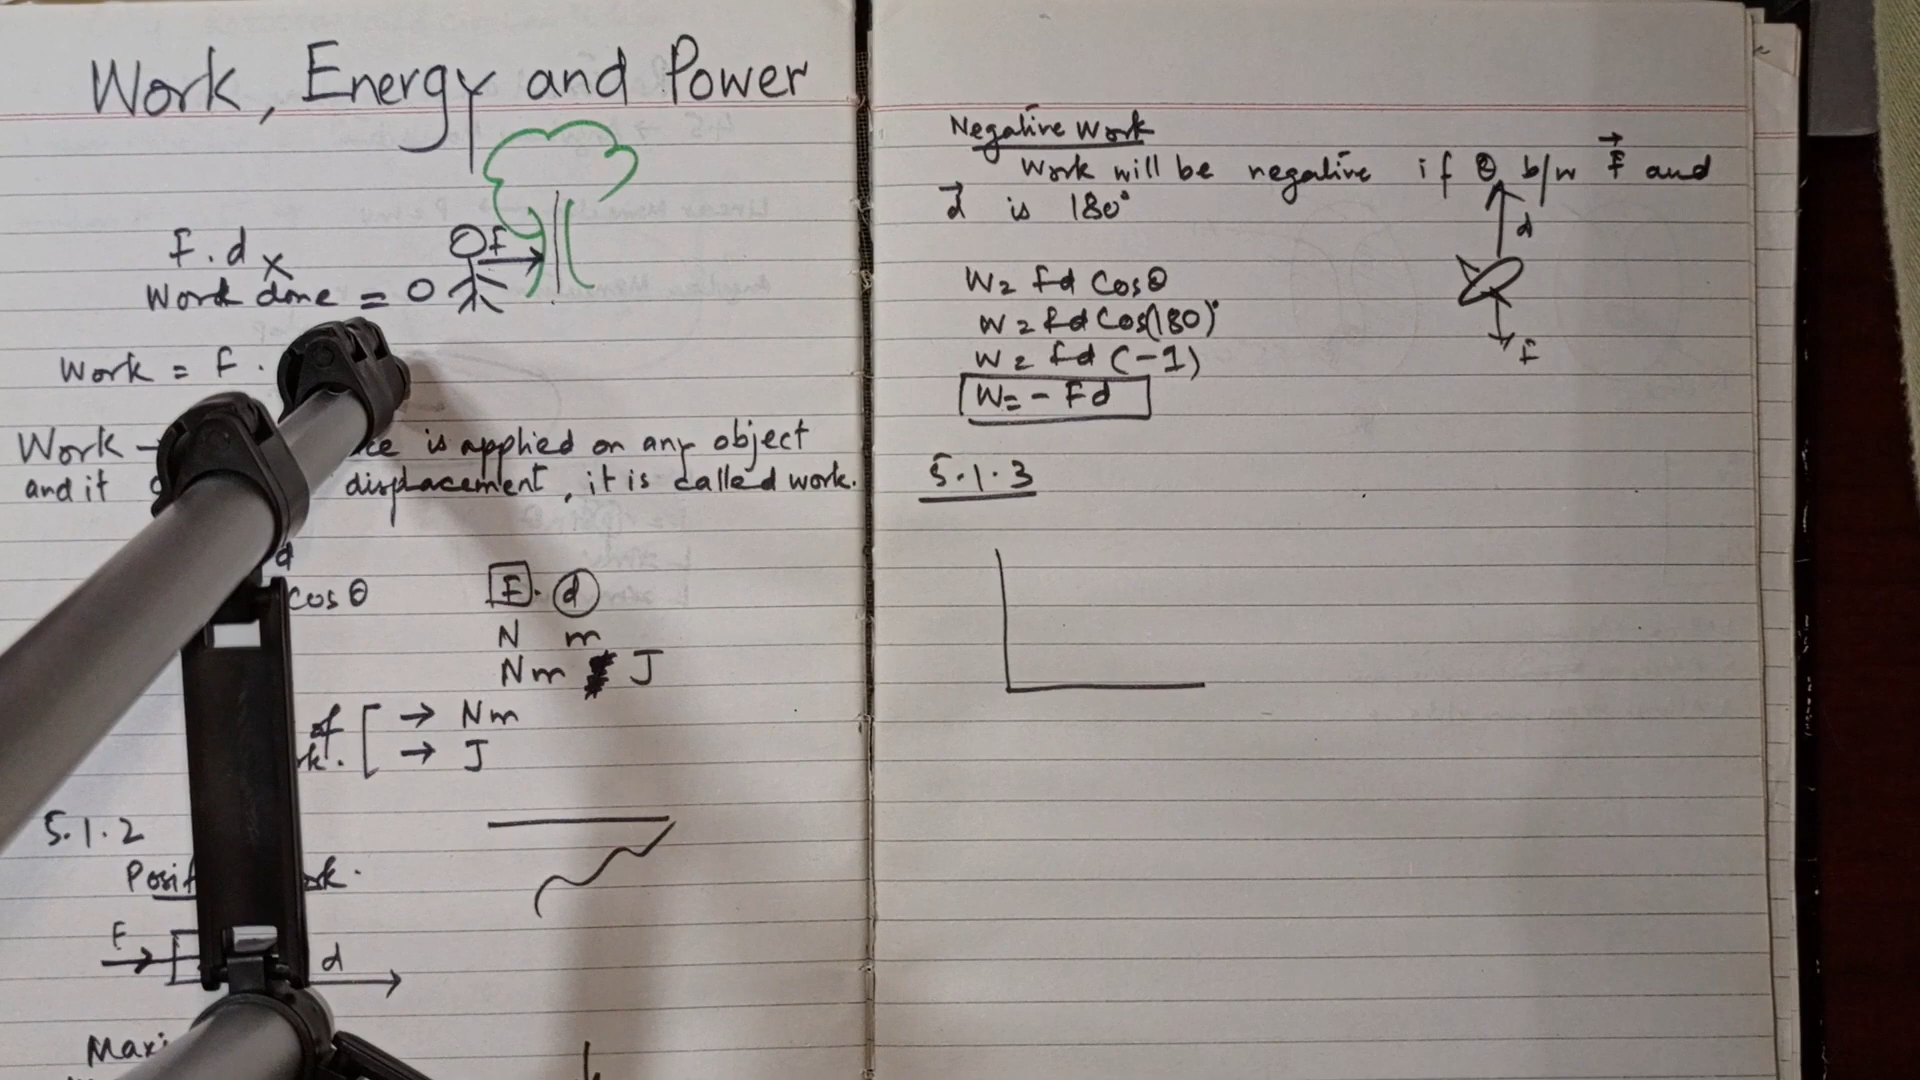 Work, Energy and Power
F
F.d x
Work done = 0
Work = F.
Work → is applied on any object
and it displacement, it is called work.
d
cos θ
F. d
N m
Nm J
of → Nm
→ J
5.1.2
F
d
Negative Work
Work will be negative if θ b/w F⃗ and
d⃗ is 180°
d
W = Fd Cosθ
W = Fd Cos(180)°
W = Fd (-1)
W = - Fd
F
5.1.3